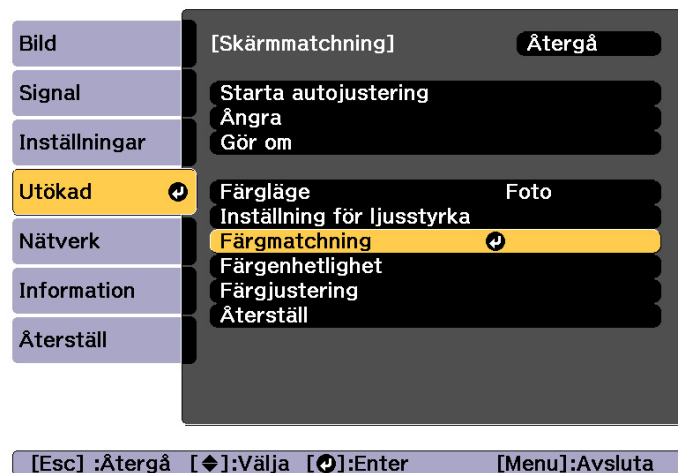 Bild
Signal
Inställningar
Utökad
Nätverk
Information
Återställ
[Skärmmatchning] Återgå
Starta autojustering
Ångra
Gör om
Färgläge Foto
Inställning för ljusstyrka
Färgmatchning
Färgenhetlighet
Färgjustering
Återställ
[Esc] :Återgå [◆]:Välja [↵]:Enter [Menu]:Avsluta